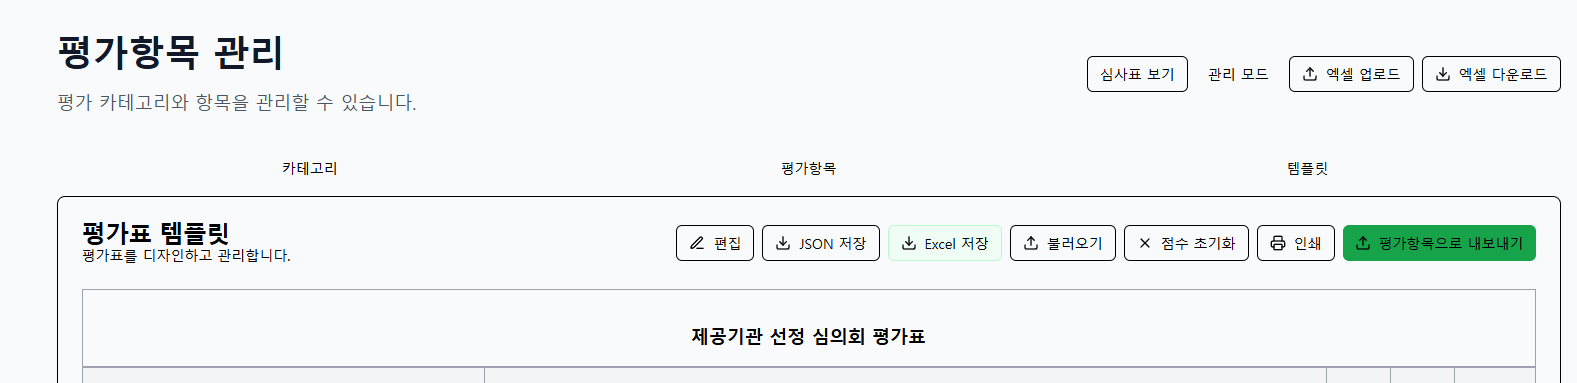 평가항목 관리
평가 카테고리와 항목을 관리할 수 있습니다.
심사표 보기 관리 모드 엑셀 업로드 엑셀 다운로드
카테고리 평가항목 템플릿
평가표 템플릿
평가표를 디자인하고 관리합니다.
편집 JSON 저장 Excel 저장 불러오기 점수 초기화 인쇄 평가항목으로 내보내기
제공기관 선정 심의회 평가표